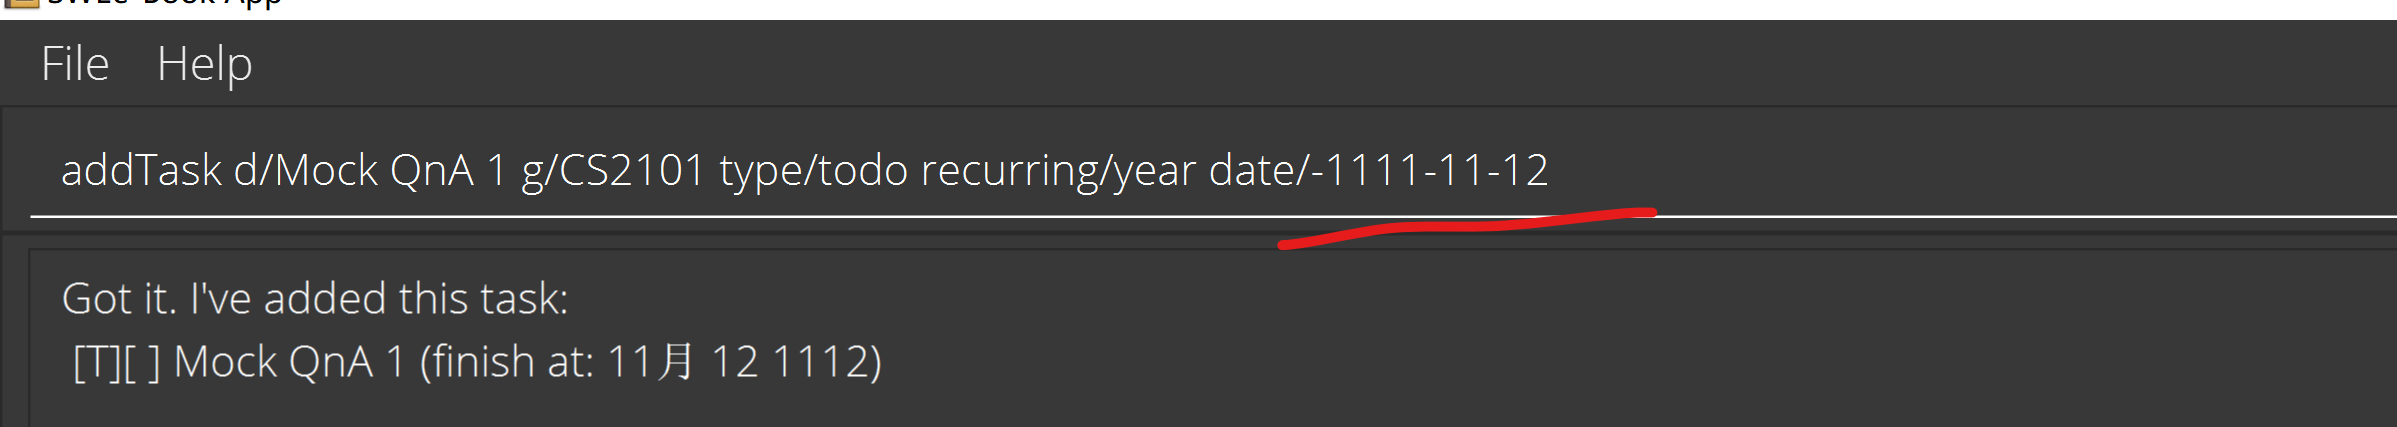 File Help
addTask d/Mock QnA 1 g/CS2101 type/todo recurring/year date/-1111-11-12
Got it. I've added this task:
[T][ ] Mock QnA 1 (finish at: 11月 12 1112)